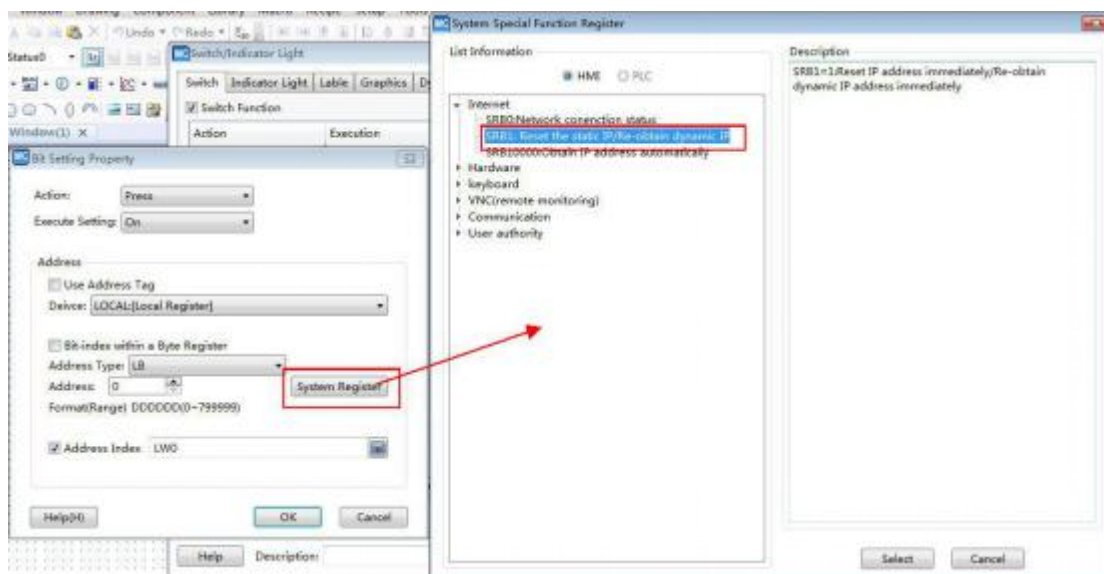 Window Drawing Component Library Macro Recipe Setup Tools
Undo Redo
Status0
Window(1) X
Switch/Indicator Light
Switch Indicator Light Lable Graphics
Switch Function
Action Execution
Bit Setting Property
Action: Press
Execute Setting: On
Address
Use Address Tag
Deivce: LOCAL:[Local Register]
Bit-index within a Byte Register
Address Type: LB
Address: 0
System Register
Format(Range) DDDDDD(0~799999)
Address Index LW0
Help(H) OK Cancel
Help Description:
System Special Function Register
List Information
HMI PLC
Internet
SRB0:Network conenction status
SRB1: Reset the static IP/Re-obtain dynamic IP
SRB10000:Obtain IP address automatically
Hardware
keyboard
VNC(remote monitoring)
Communication
User authority
Description
SRB1=1:Reset IP address immediately/Re-obtain
dynamic IP address immediately
Select Cancel